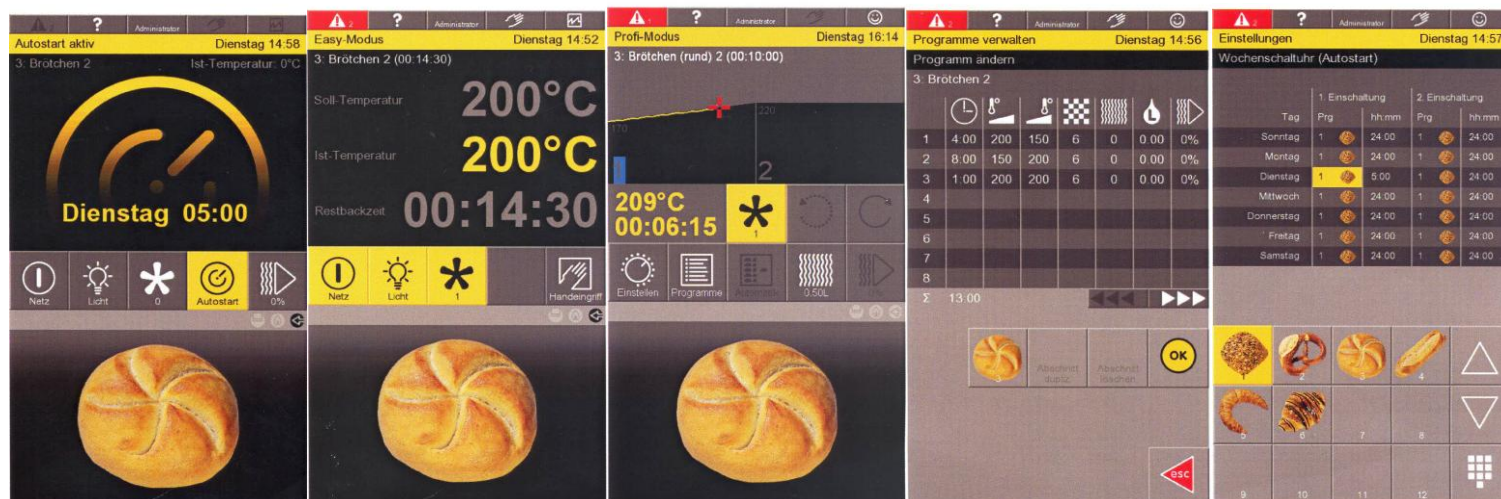 2
?
Administrator
Autostart aktiv
Dienstag 14:58
3: Brötchen 2
Ist-Temperatur: 0°C
Dienstag 05:00
Netz
Licht
0
Autostart
0%
2
?
Administrator
Easy-Modus
Dienstag 14:52
3: Brötchen 2 (00:14:30)
Soll-Temperatur
200°C
Ist-Temperatur
200°C
Restbackzeit
00:14:30
Netz
Licht
1
Handeingriff
1
?
Administrator
Profi-Modus
Dienstag 16:14
3: Brötchen (rund) 2 (00:10:00)
170
220
2
209°C
00:06:15
1
Einstellen
Programme
0.50L
2
?
Administrator
Programme verwalten
Dienstag 14:56
Programm ändern
3: Brötchen 2
L
1 4:00 200 150 6 0 0.00 0%
2 8:00 150 200 6 0 0.00 0%
3 1:00 200 200 6 0 0.00 0%
4
5
6
7
8
Σ 13:00
3
Abschnitt dupliz.
Abschnitt löschen
OK
esc
2
?
Administrator
Einstellungen
Dienstag 14:57
Wochenschaltuhr (Autostart)
1. Einschaltung 2. Einschaltung
Tag Prg hh:mm Prg hh:mm
Sonntag 1 24:00 1 24:00
Montag 1 24:00 1 24:00
Dienstag 1 5:00 1 24:00
Mittwoch 1 24:00 1 24:00
Donnerstag 1 24:00 1 24:00
Freitag 1 24:00 1 24:00
Samstag 1 24:00 1 24:00
1 2 3 4
5 6 7 8
9 10 11 12